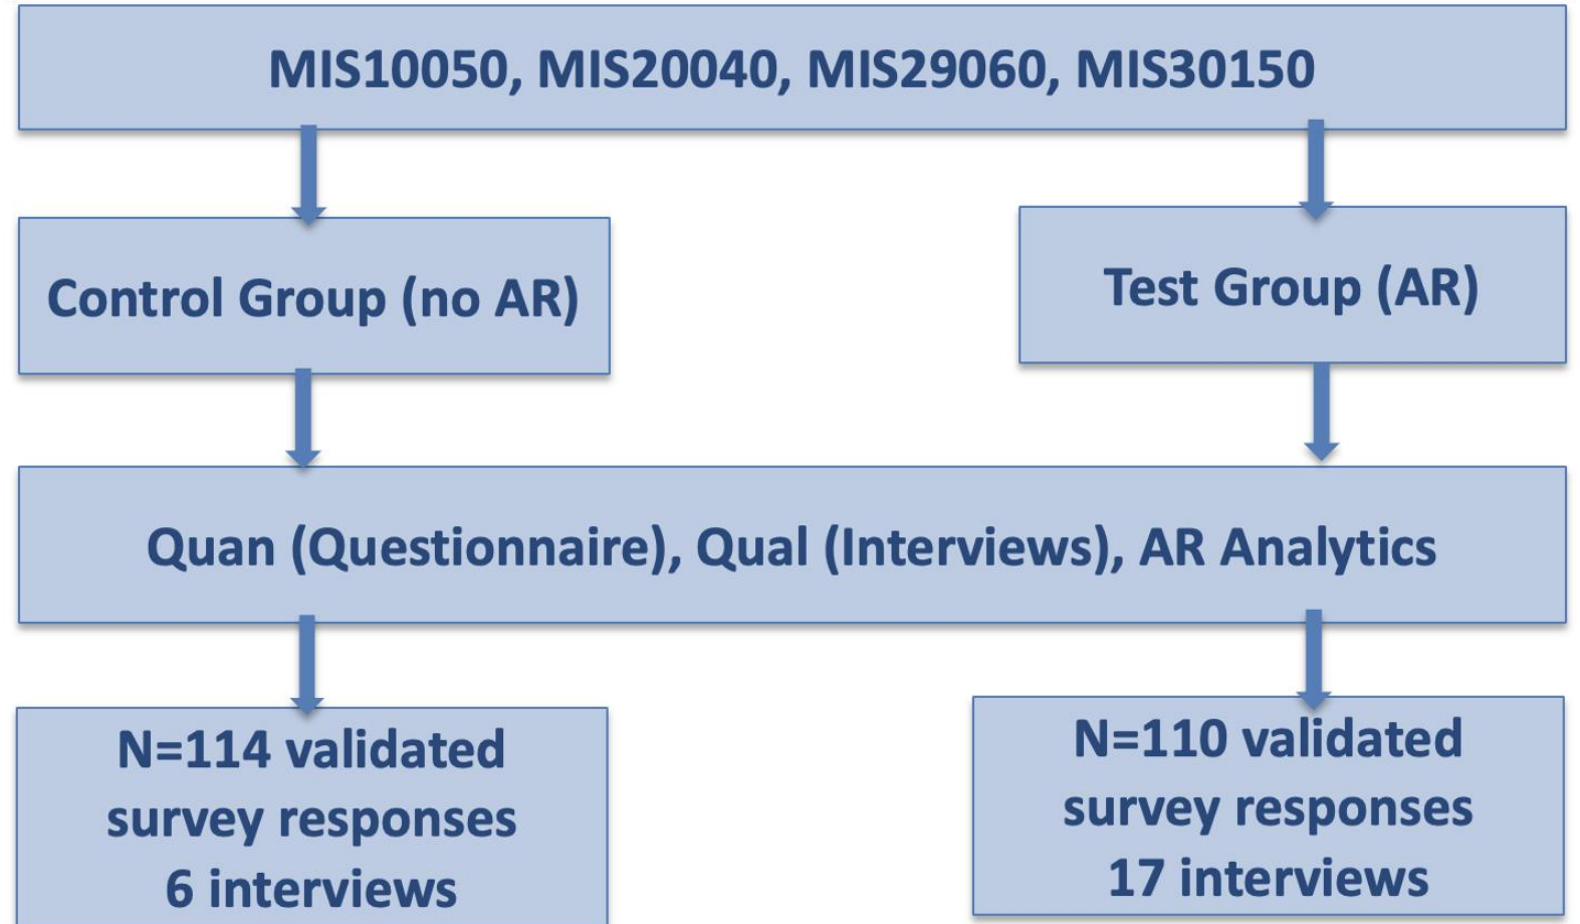 MIS10050, MIS20040, MIS29060, MIS30150
Control Group (no AR)
Test Group (AR)
Quan (Questionnaire), Qual (Interviews), AR Analytics
N=114 validated
survey responses
6 interviews
N=110 validated
survey responses
17 interviews